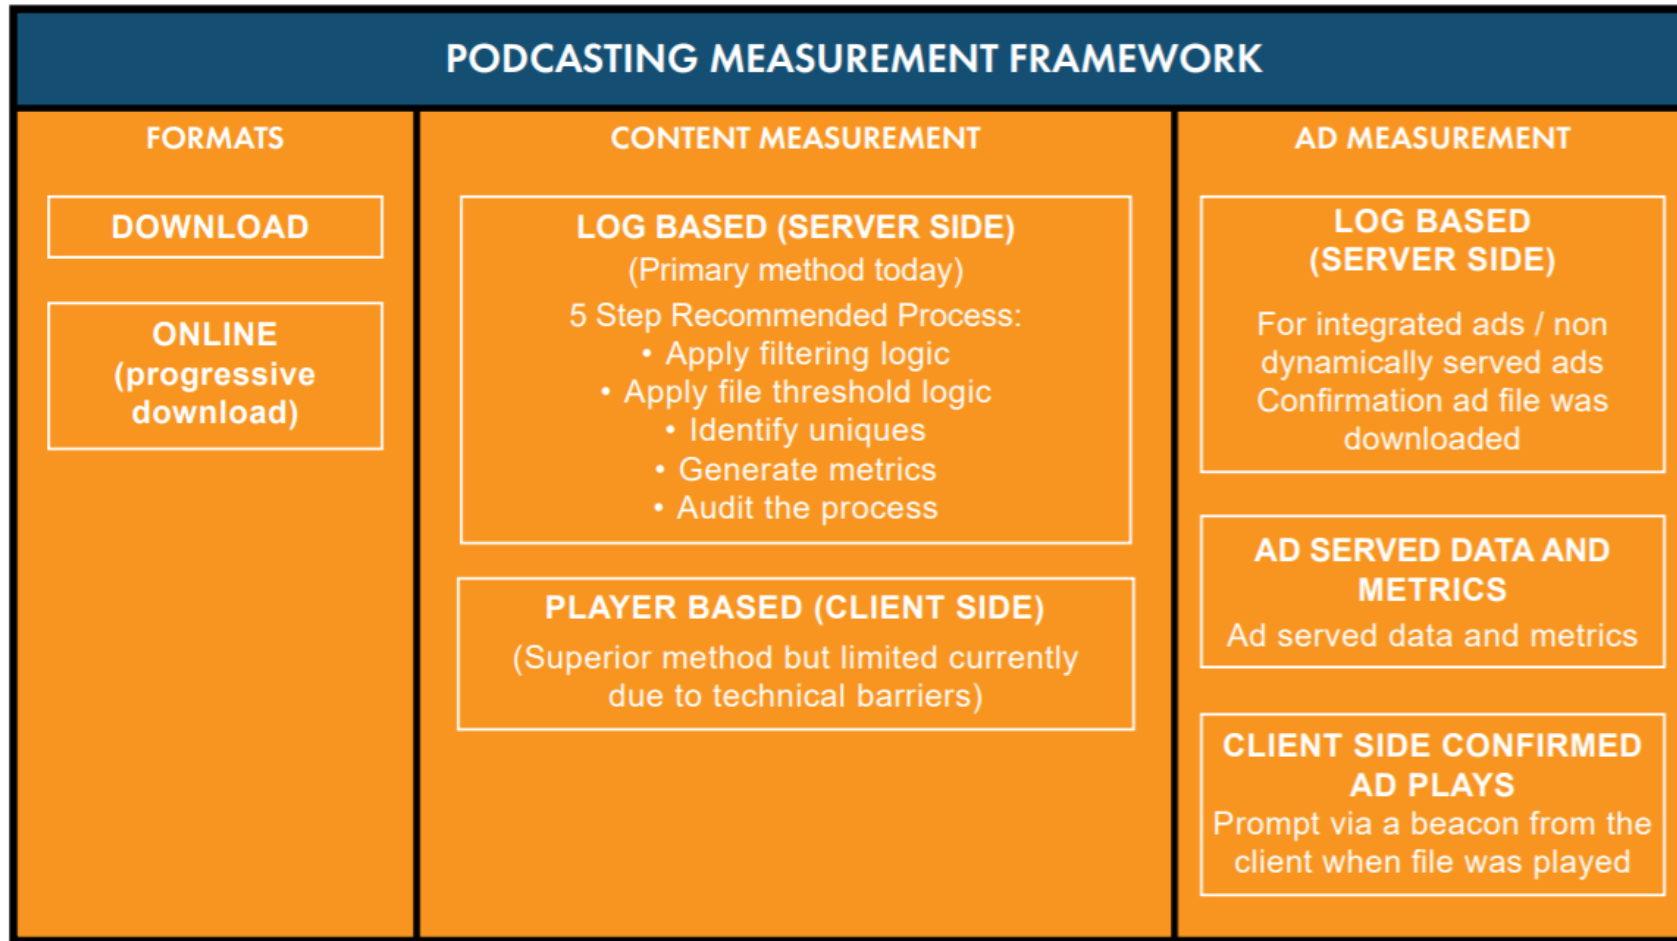 PODCASTING MEASUREMENT FRAMEWORK
FORMATS
DOWNLOAD
ONLINE
(progressive
download)
CONTENT MEASUREMENT
LOG BASED (SERVER SIDE)
(Primary method today)
5 Step Recommended Process:
• Apply filtering logic
• Apply file threshold logic
• Identify uniques
• Generate metrics
• Audit the process
PLAYER BASED (CLIENT SIDE)
(Superior method but limited currently
due to technical barriers)
AD MEASUREMENT
LOG BASED
(SERVER SIDE)
For integrated ads / non
dynamically served ads
Confirmation ad file was
downloaded
AD SERVED DATA AND
METRICS
Ad served data and metrics
CLIENT SIDE CONFIRMED
AD PLAYS
Prompt via a beacon from the
client when file was played